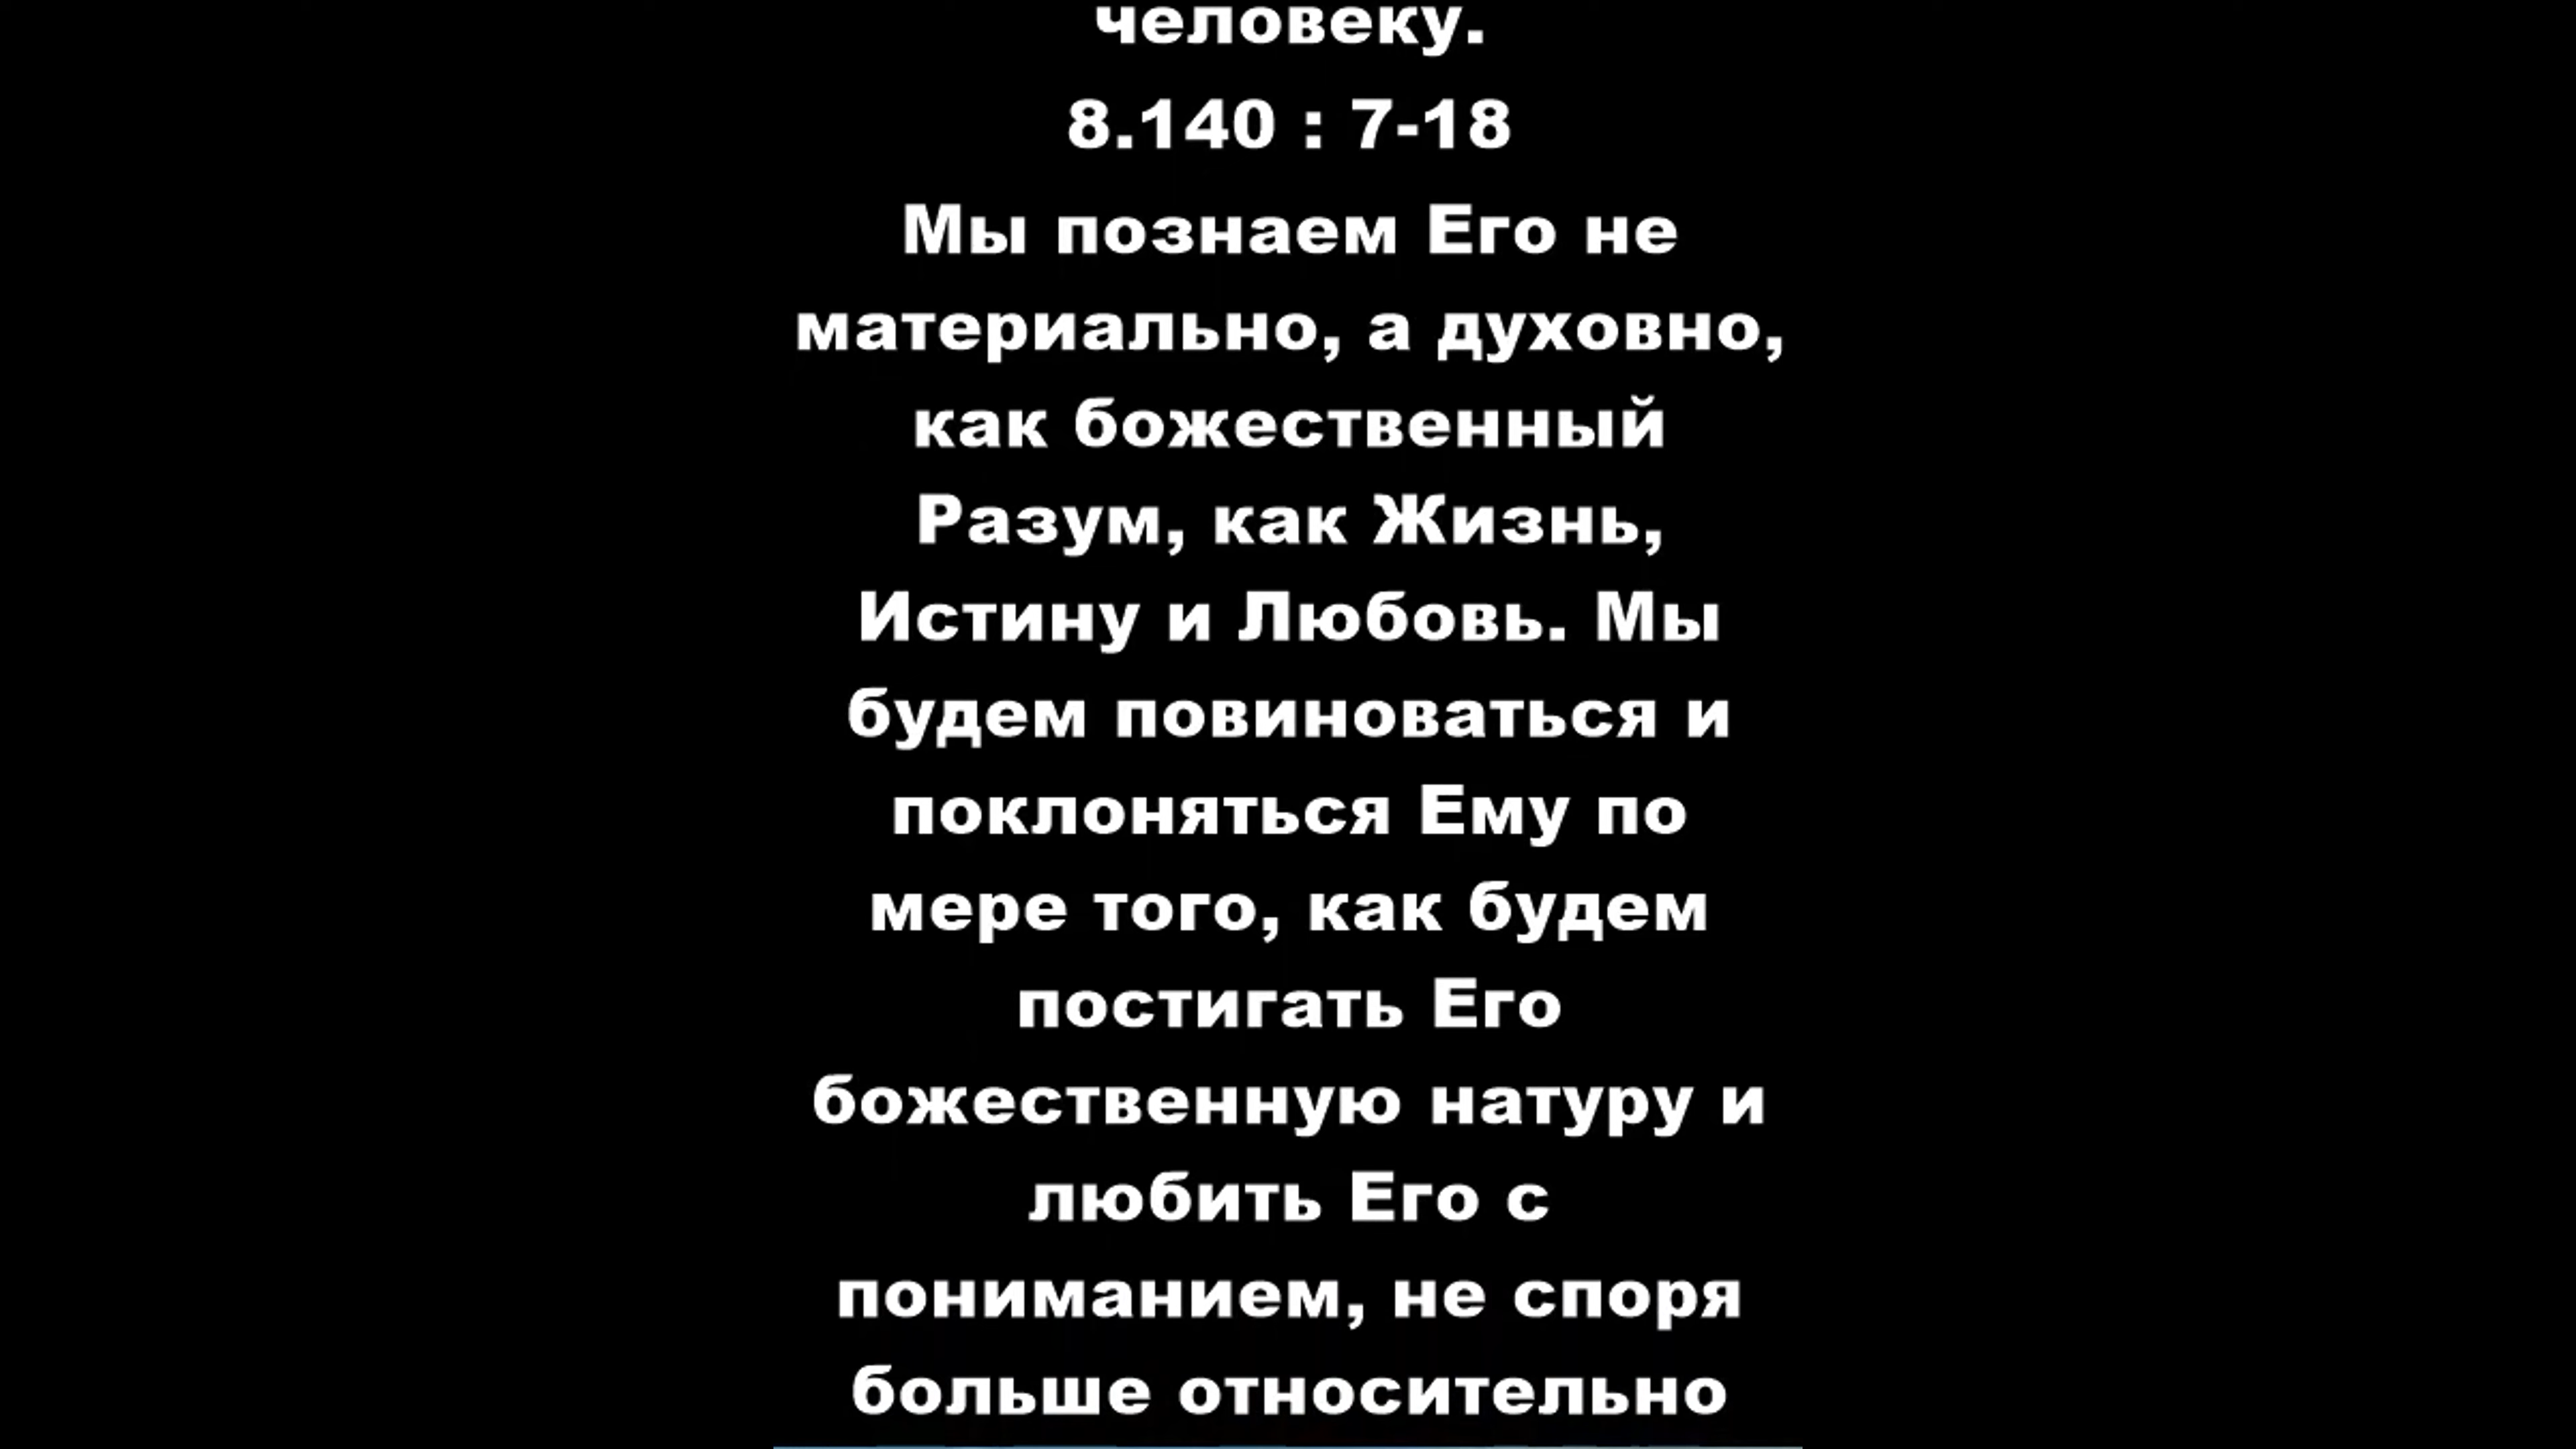 человеку.
8.140 : 7-18
Мы познаем Его не
материально, а духовно,
как божественный
Разум, как Жизнь,
Истину и Любовь. Мы
будем повиноваться и
поклоняться Ему по
мере того, как будем
постигать Его
божественную натуру и
любить Его с
пониманием, не споря
больше относительно